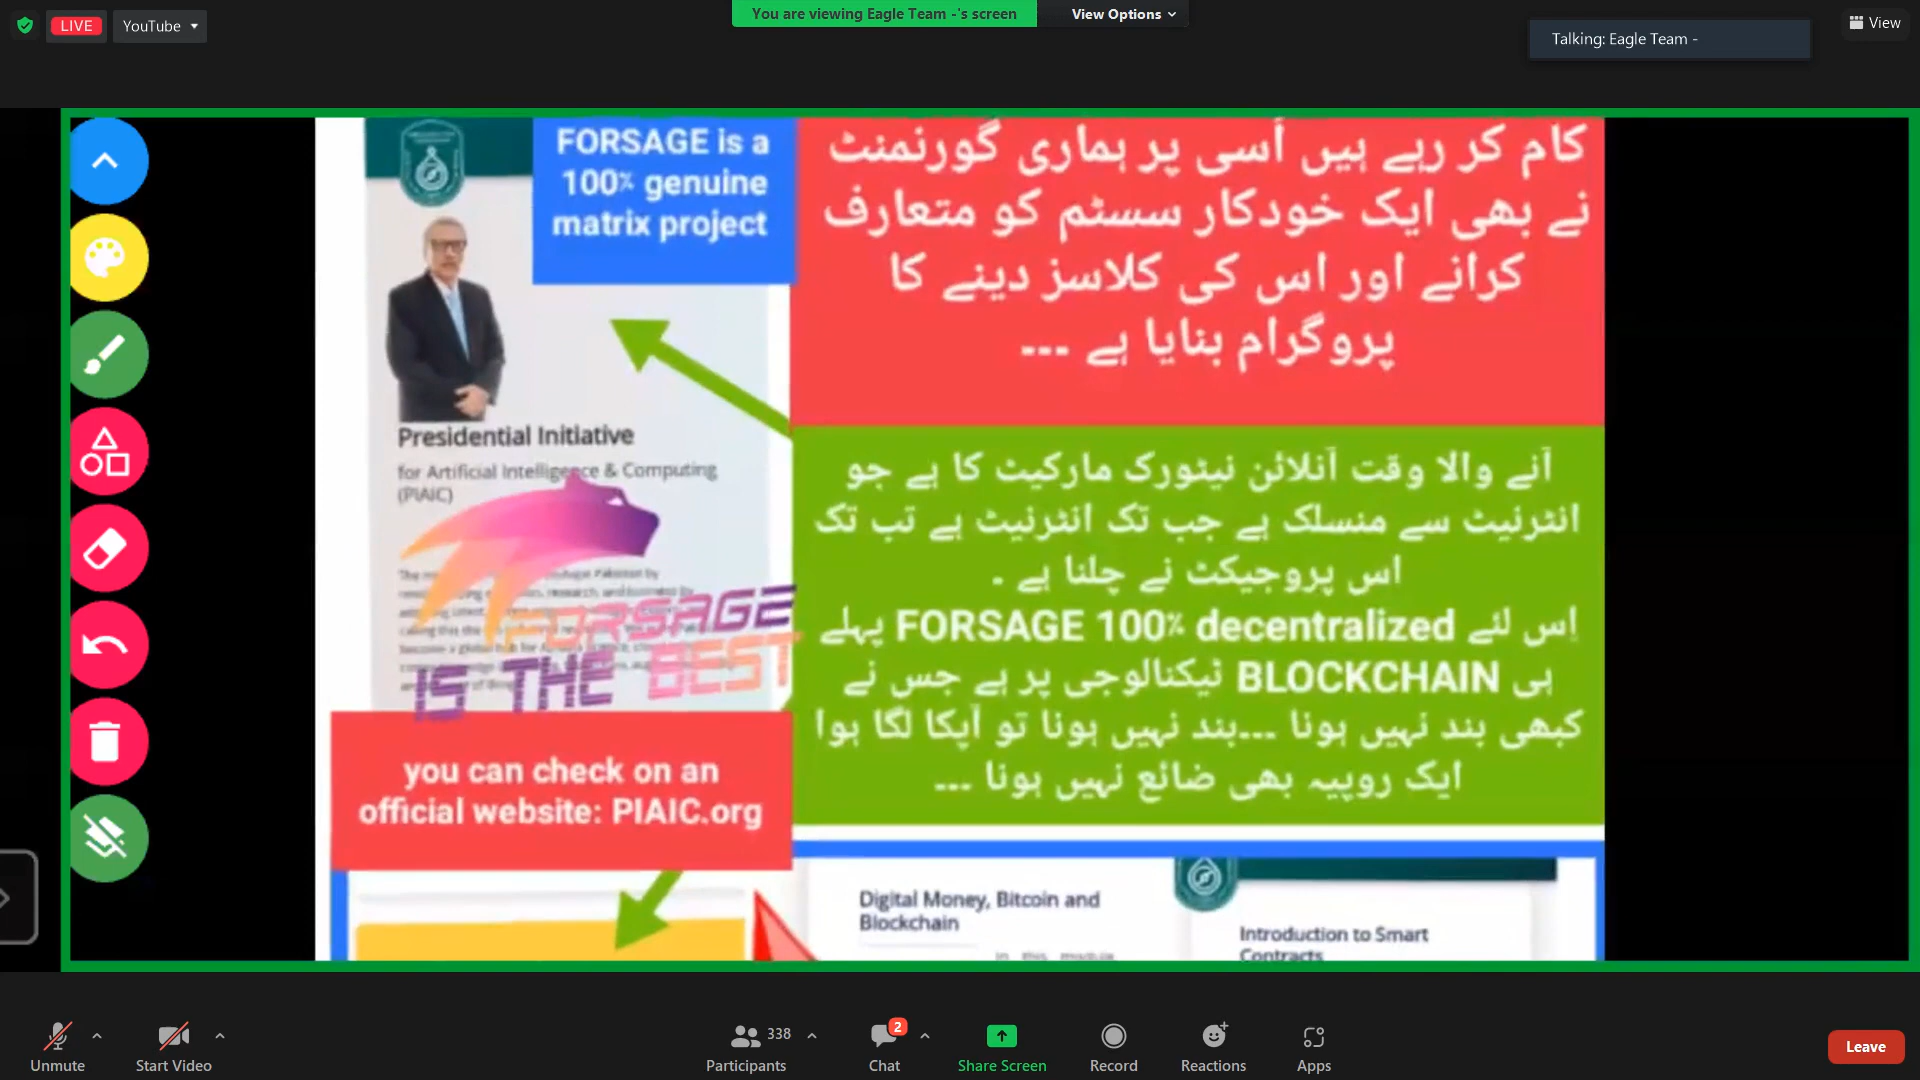 LIVE
YouTube
You are viewing Eagle Team -'s screen
View Options
Talking: Eagle Team -
View
FORSAGE is a
100% genuine
matrix project
کام کر رہے ہیں اُسی پر ہماری گورنمنٹ
نے بھی ایک خودکار سسٹم کو متعارف
کرانے اور اس کی کلاسز دینے کا
پروگرام بنایا ہے ---
Presidential Initiative
for Artificial Intelligence & Computing
(PIAIC)
FORSAGE
IS THE BEST
آنے والا وقت آنلائن نیٹورک مارکیٹ کا ہے جو
انٹرنیٹ سے منسلک ہے جب تک انٹرنیٹ ہے تب تک
اس پروجیکٹ نے چلنا ہے ۔
اِس لئے FORSAGE 100% decentralized پہلے
ہی BLOCKCHAIN ٹیکنالوجی پر ہے جس نے
کبھی بند نہیں ہونا ---بند نہیں ہونا تو آپکا لگا ہوا
ایک روپیہ بھی ضائع نہیں ہونا ---
you can check on an
official website: PIAIC.org
Digital Money, Bitcoin and
Blockchain
in this module
Introduction to Smart
Contracts
Unmute
Start Video
338
Participants
2
Chat
Share Screen
Record
Reactions
Apps
Leave